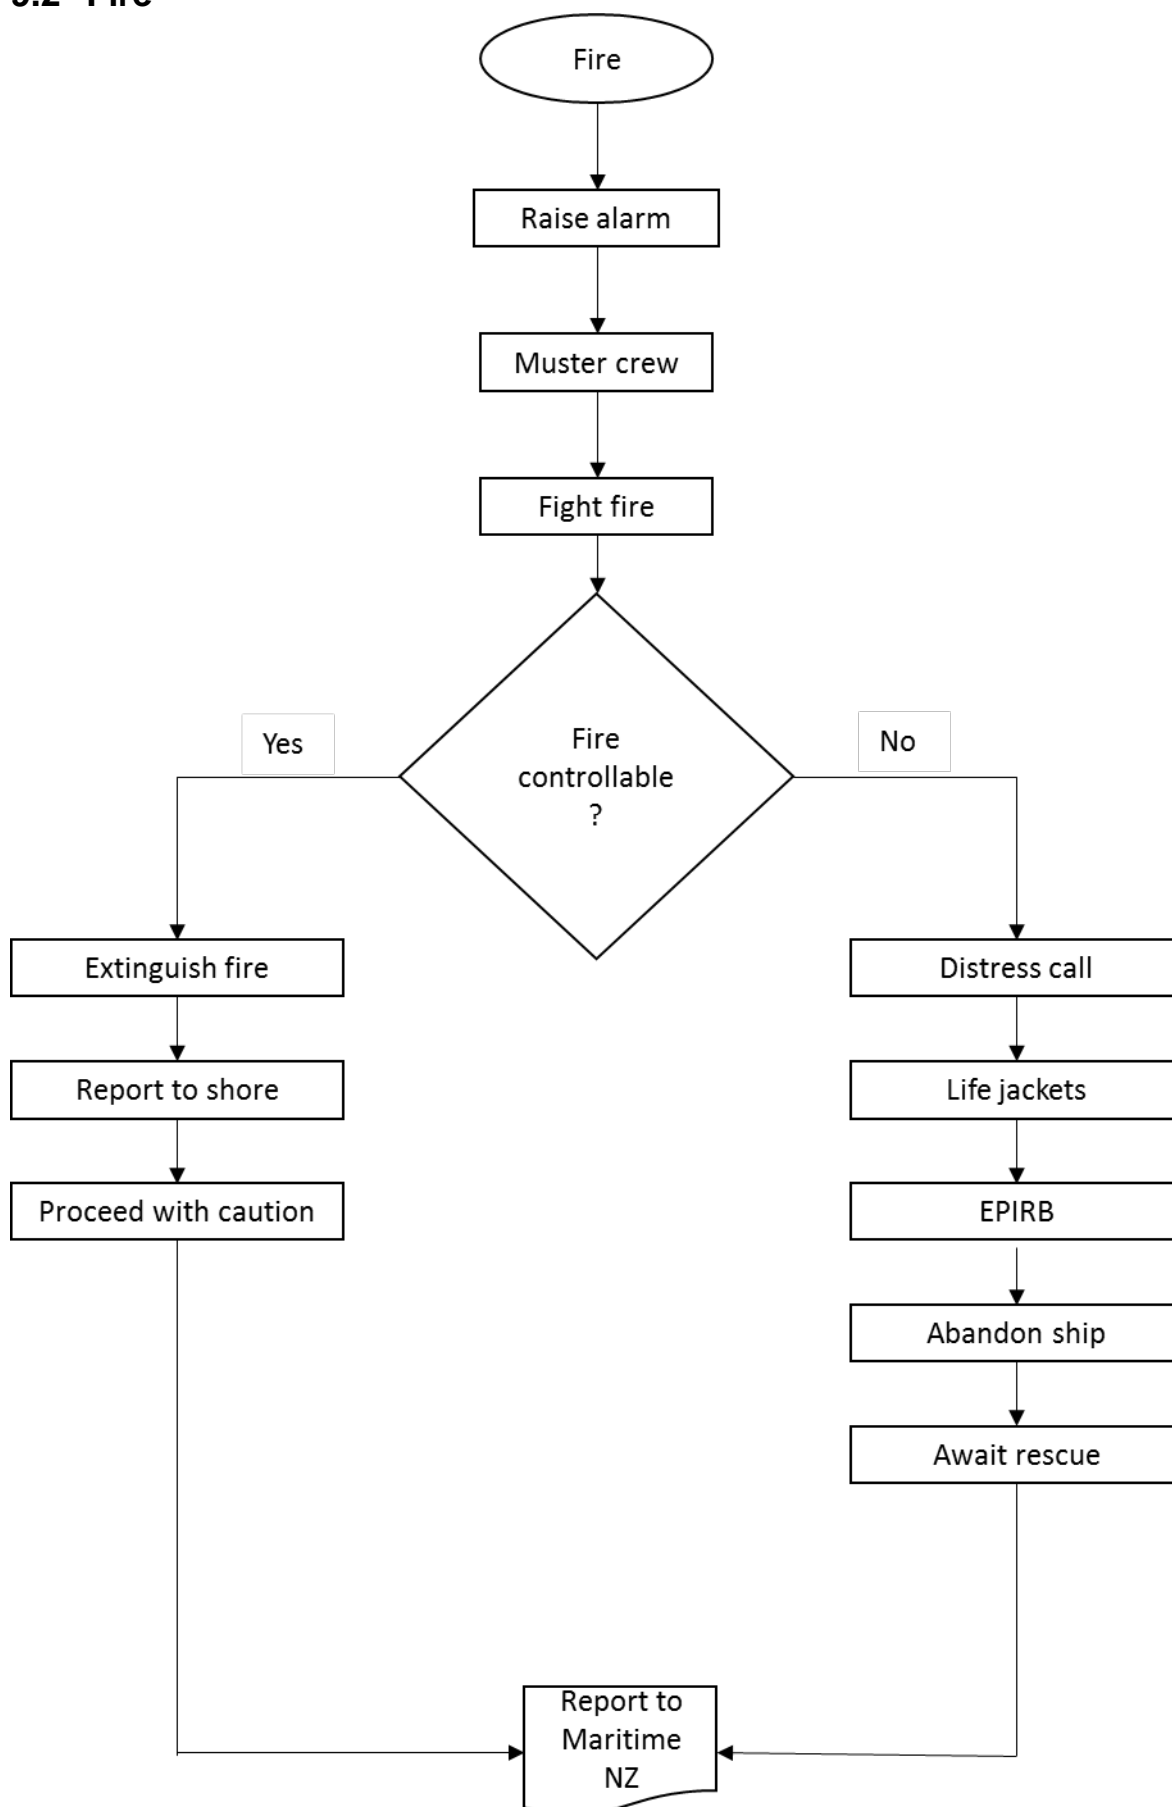 Fire
Fire
Raise alarm
Muster crew
Fight fire
Fire
controllable
?
Yes
No
Extinguish fire
Report to shore
Proceed with caution
Distress call
Life jackets
EPIRB
Abandon ship
Await rescue
Report to
Maritime
NZ